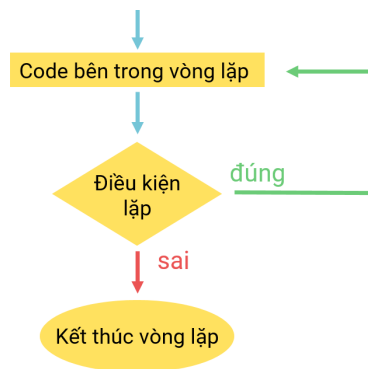 Code bên trong vòng lặp
Điều kiện
lặp
đúng
sai
Kết thúc vòng lặp